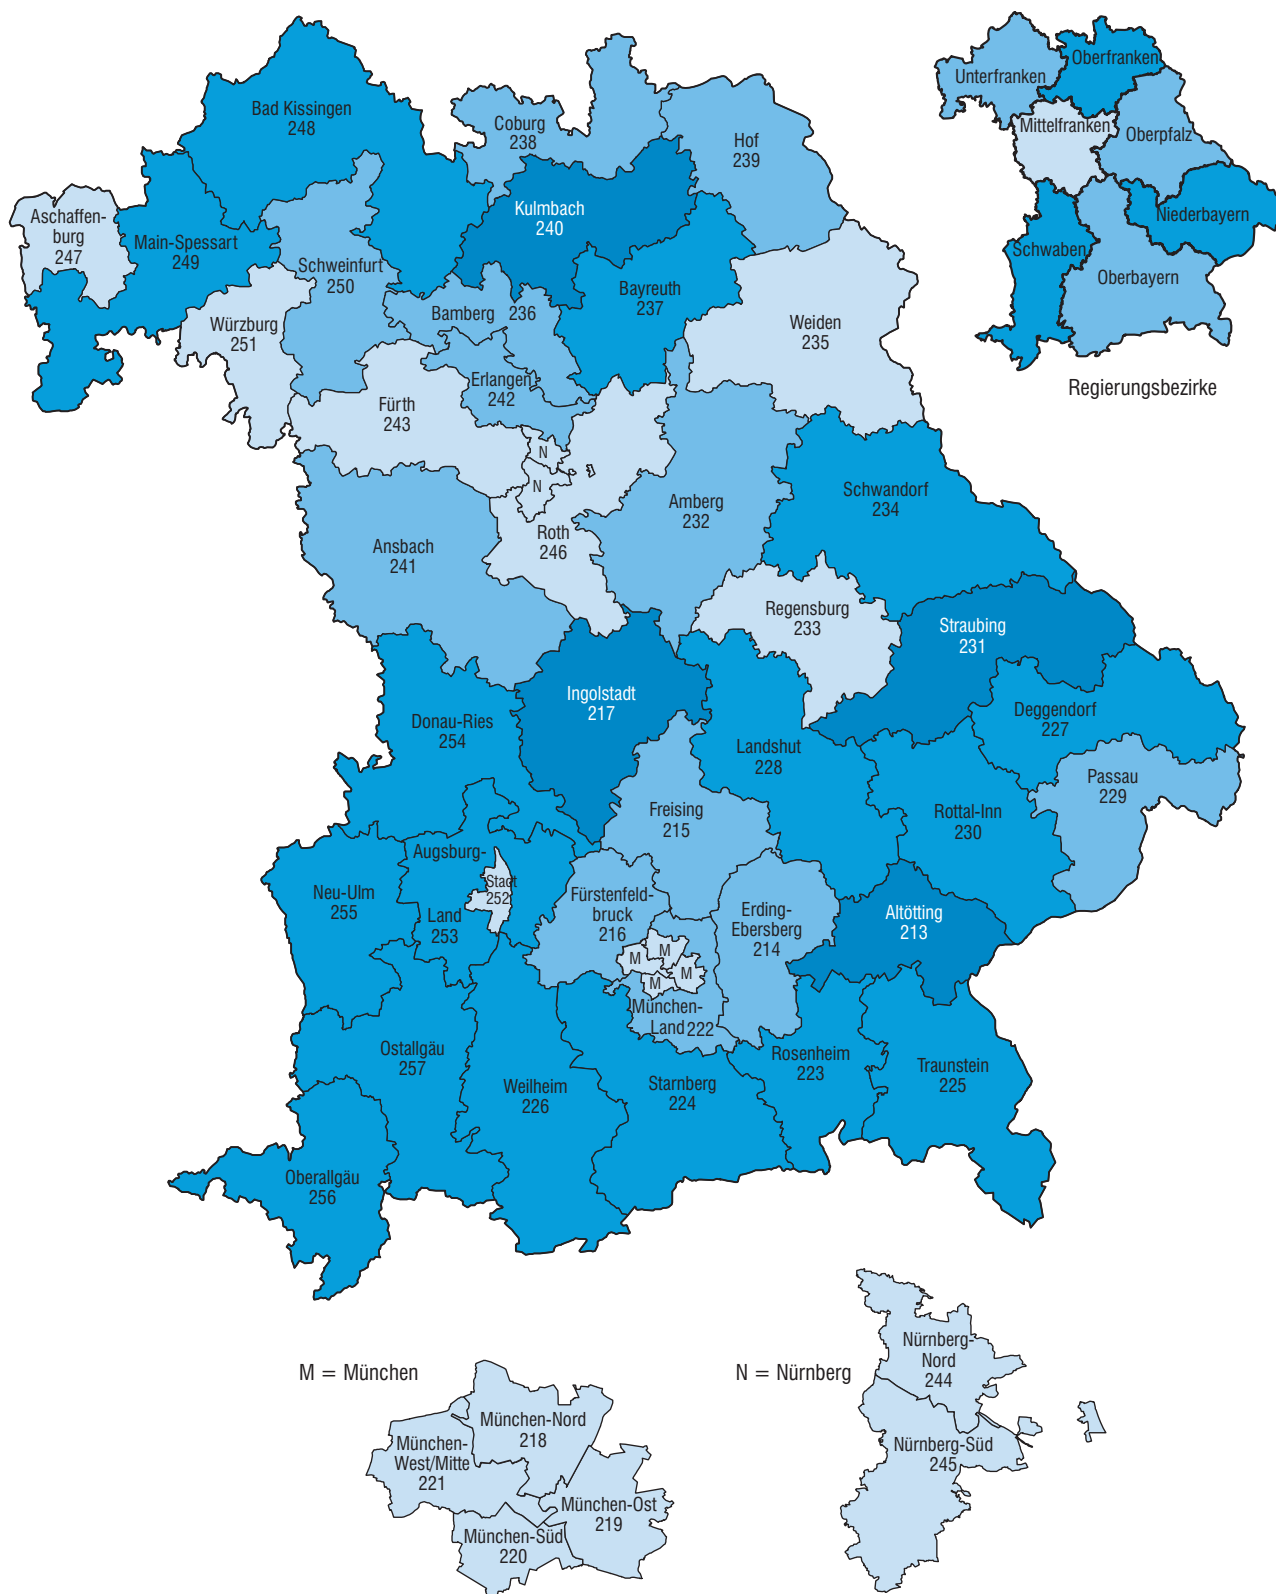 Bad Kissingen
248
Coburg
238
Hof
239
Kulmbach
240
Aschaffen-
burg
247
Main-Spessart
249
Schweinfurt
250
Bayreuth
237
Bamberg 236
Würzburg
251
Weiden
235
Erlangen
242
Fürth
243
N
N
Amberg
232
Schwandorf
234
Roth
246
Ansbach
241
Regensburg
233
Straubing
231
Ingolstadt
217
Deggendorf
227
Donau-Ries
254
Landshut
228
Passau
229
Freising
215
Rottal-Inn
230
Augsburg-
Stadt
252
Land
253
Neu-Ulm
255
Fürstenfeld-
bruck
216
Erding-
Ebersberg
214
Altötting
213
M
M
M
M
München-
Land 222
Ostallgäu
257
Weilheim
226
Starnberg
224
Rosenheim
223
Traunstein
225
Oberallgäu
256
Unterfranken
Oberfranken
Mittelfranken
Oberpfalz
Niederbayern
Schwaben
Oberbayern
Regierungsbezirke
M = München
München-Nord
218
München-
West/Mitte
221
München-Ost
219
München-Süd
220
N = Nürnberg
Nürnberg-
Nord
244
Nürnberg-Süd
245